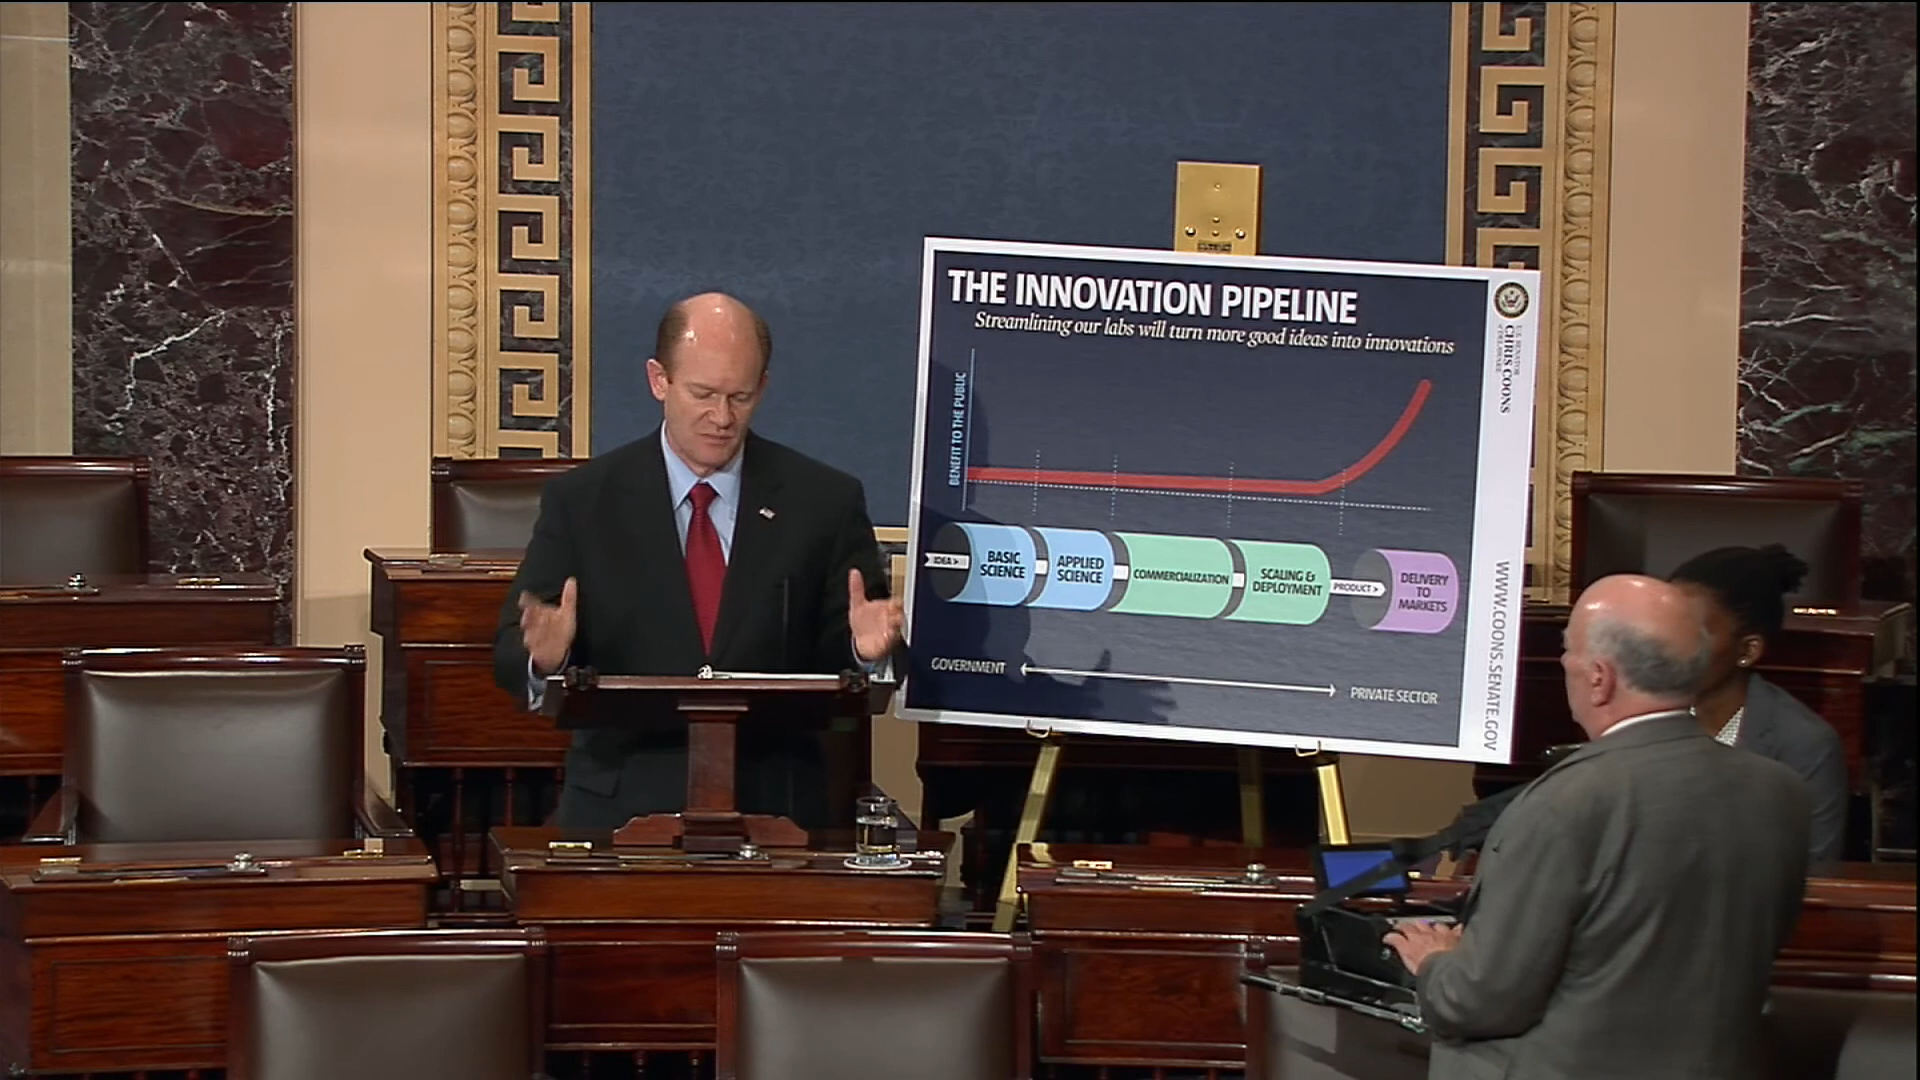 THE INNOVATION PIPELINE
Streamlining our labs will turn more good ideas into innovations
BENEFIT TO THE PUBLIC
IDEA >
BASIC
SCIENCE
APPLIED
SCIENCE
COMMERCIALIZATION
SCALING &
DEPLOYMENT
PRODUCT >
DELIVERY
TO
MARKETS
GOVERNMENT
PRIVATE SECTOR
U.S. SENATOR
CHRIS COONS
of DELAWARE
WWW.COONS.SENATE.GOV